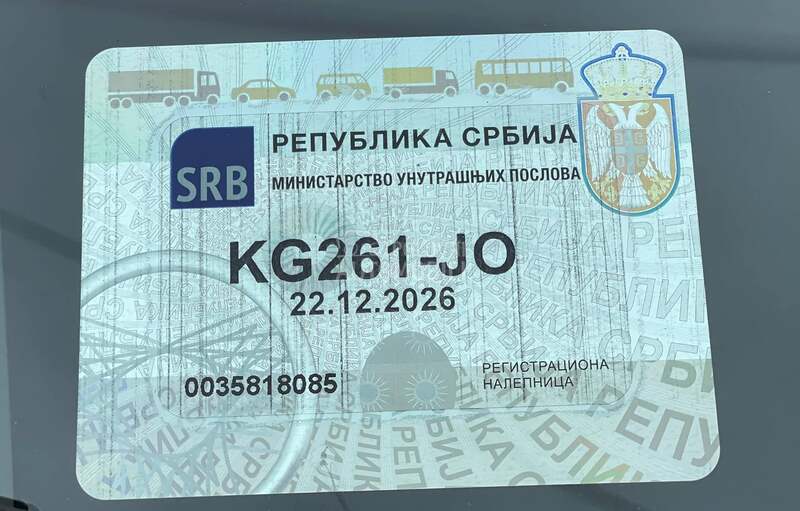 РЕПУБЛИКА СРБИЈА
SRB
МИНИСТАРСТВО УНУТРАШЊИХ ПОСЛОВА
KG261-JO
22.12.2026
0035818085
РЕГИСТРАЦИОНА
НАЛЕПНИЦА